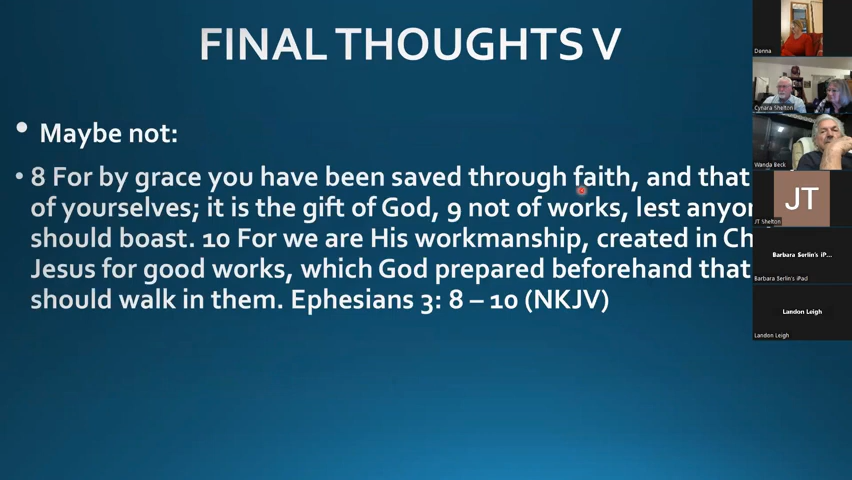 FINAL THOUGHTS V
• Maybe not:
• 8 For by grace you have been saved through faith, and that
of yourselves; it is the gift of God, 9 not of works, lest
should boast. 10 For we are His workmanship, created in
Jesus for good works, which God prepared beforehand that
should walk in them. Ephesians 3: 8 – 10 (NKJV)
Donna
Cynara Shelton
Wanda Beck
JT
JT Shelton
Barbara Serlin's iP...
Barbara Serlin's iPad
Landon Leigh
Landon Leigh